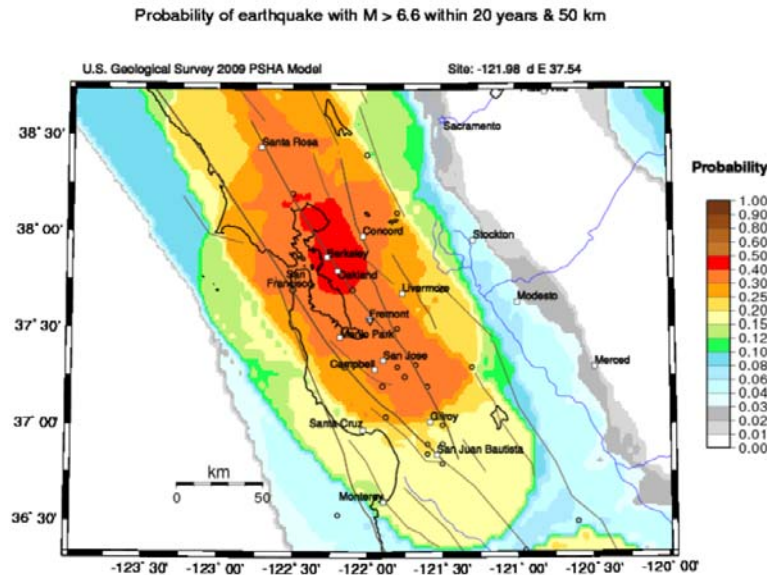 Probability of earthquake with M > 6.6 within 20 years & 50 km
U.S. Geological Survey 2009 PSHA Model
Site: -121.98 d E 37.54
38° 30'
38° 00'
37° 30'
37° 00'
36° 30'
Sacramento
Santa Rosa
Concord
Stockton
Berkeley
Oakland
San
Francisco
Livermore
Modesto
Fremont
Menlo Park
San Jose
Campbell
Merced
Gilroy
Santa Cruz
San Juan Bautista
Monterey
km
0 50
-123° 30'
-123° 00'
-122° 30'
-122° 00'
-121° 30'
-121° 00'
-120° 30'
-120° 00'
Probability
1.00
0.90
0.80
0.60
0.50
0.40
0.30
0.25
0.20
0.15
0.12
0.10
0.08
0.06
0.04
0.03
0.02
0.01
0.00